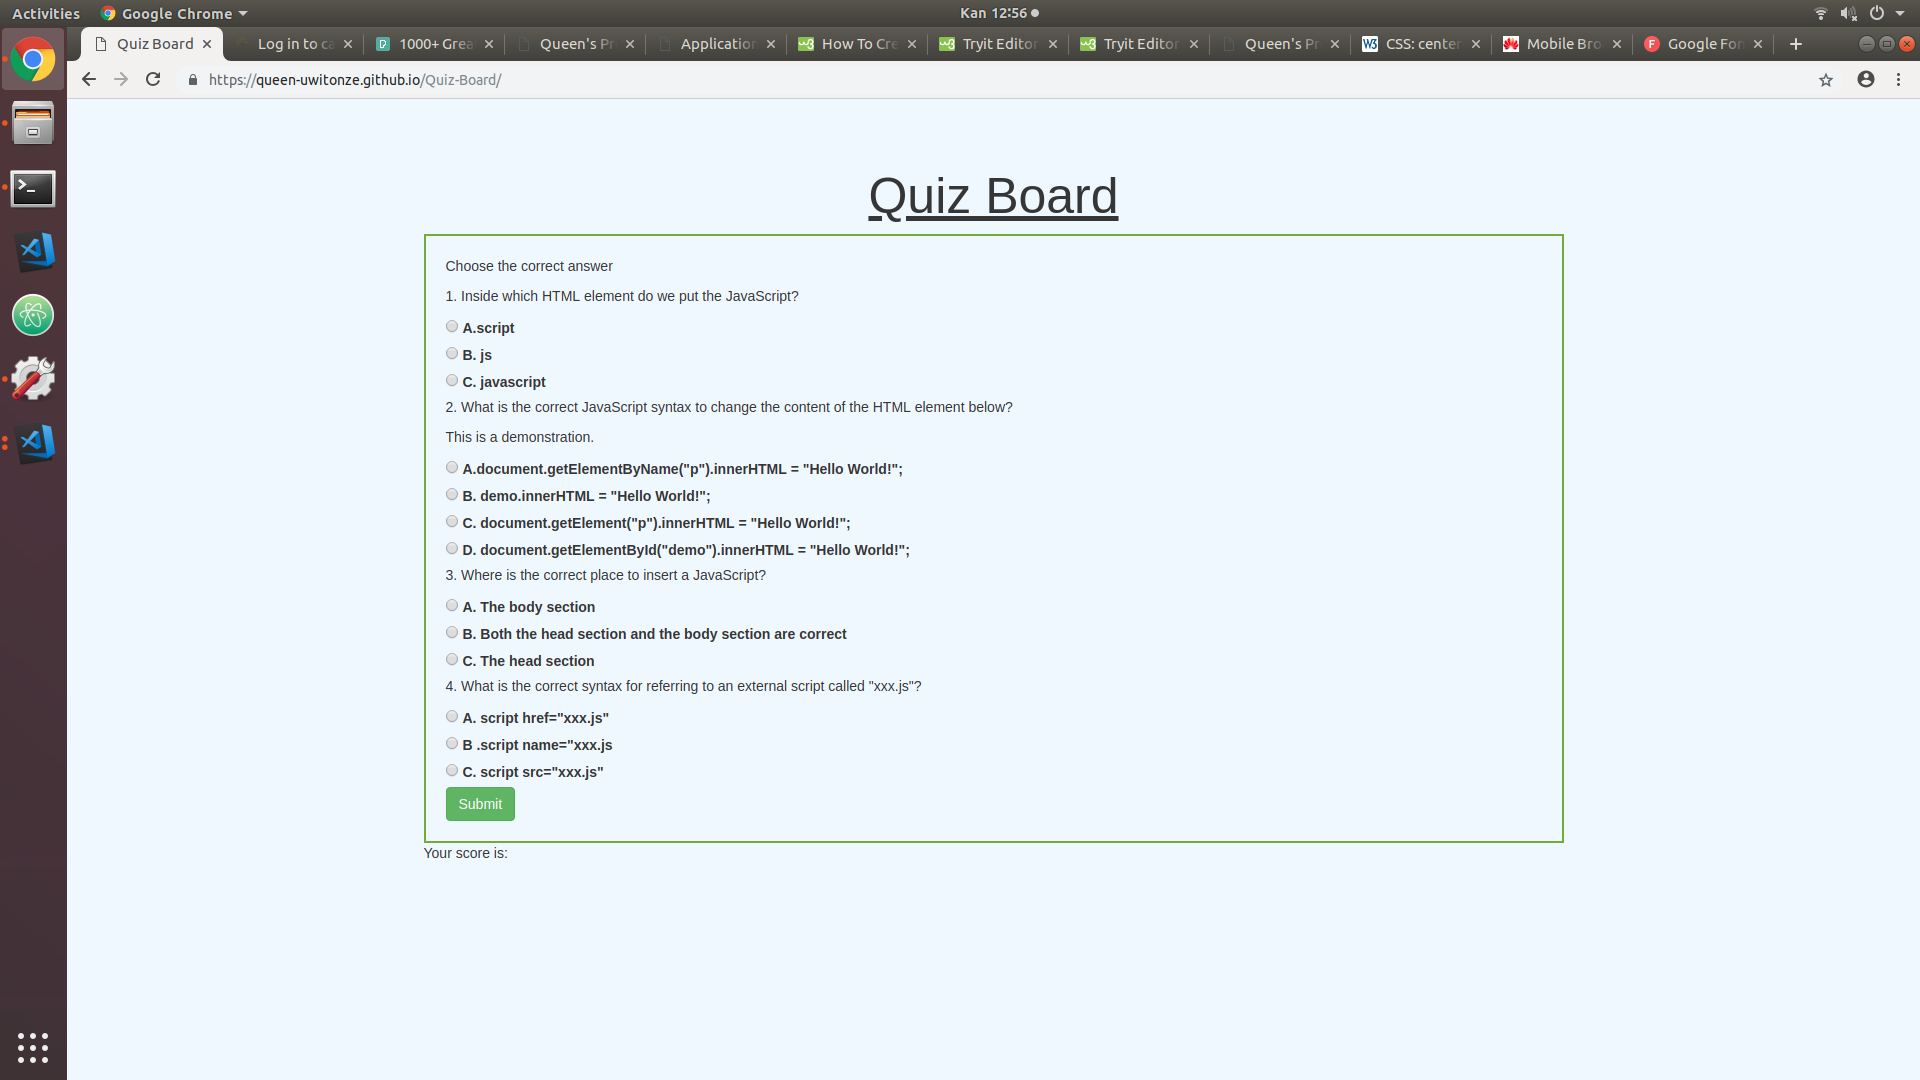 Activities
Google Chrome
Kan 12:56
Quiz Board
Log in to ca
1000+ Grea
Queen's Pr
Application
How To Cre
Tryit Editor
Tryit Editor
Queen's Pr
CSS: center
Mobile Bro
Google Fon
https://queen-uwitonze.github.io/Quiz-Board/
Quiz Board
Choose the correct answer
1. Inside which HTML element do we put the JavaScript?
A.script
B. js
C. javascript
2. What is the correct JavaScript syntax to change the content of the HTML element below?
This is a demonstration.
A.document.getElementByName("p").innerHTML = "Hello World!";
B. demo.innerHTML = "Hello World!";
C. document.getElement("p").innerHTML = "Hello World!";
D. document.getElementById("demo").innerHTML = "Hello World!";
3. Where is the correct place to insert a JavaScript?
A. The body section
B. Both the head section and the body section are correct
C. The head section
4. What is the correct syntax for referring to an external script called "xxx.js"?
A. script href="xxx.js"
B .script name="xxx.js
C. script src="xxx.js"
Submit
Your score is: